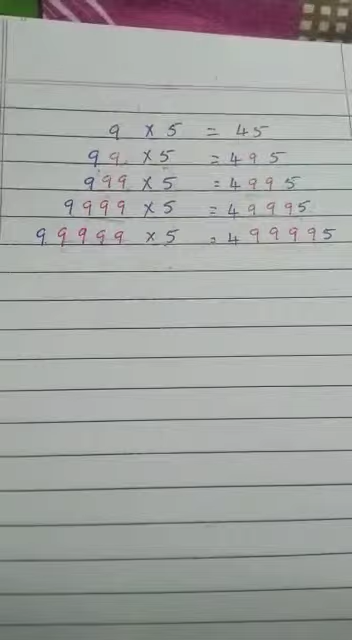 9 × 5 = 45
99 × 5 = 495
999 × 5 = 4995
9999 × 5 = 49995
99999 × 5 = 499995